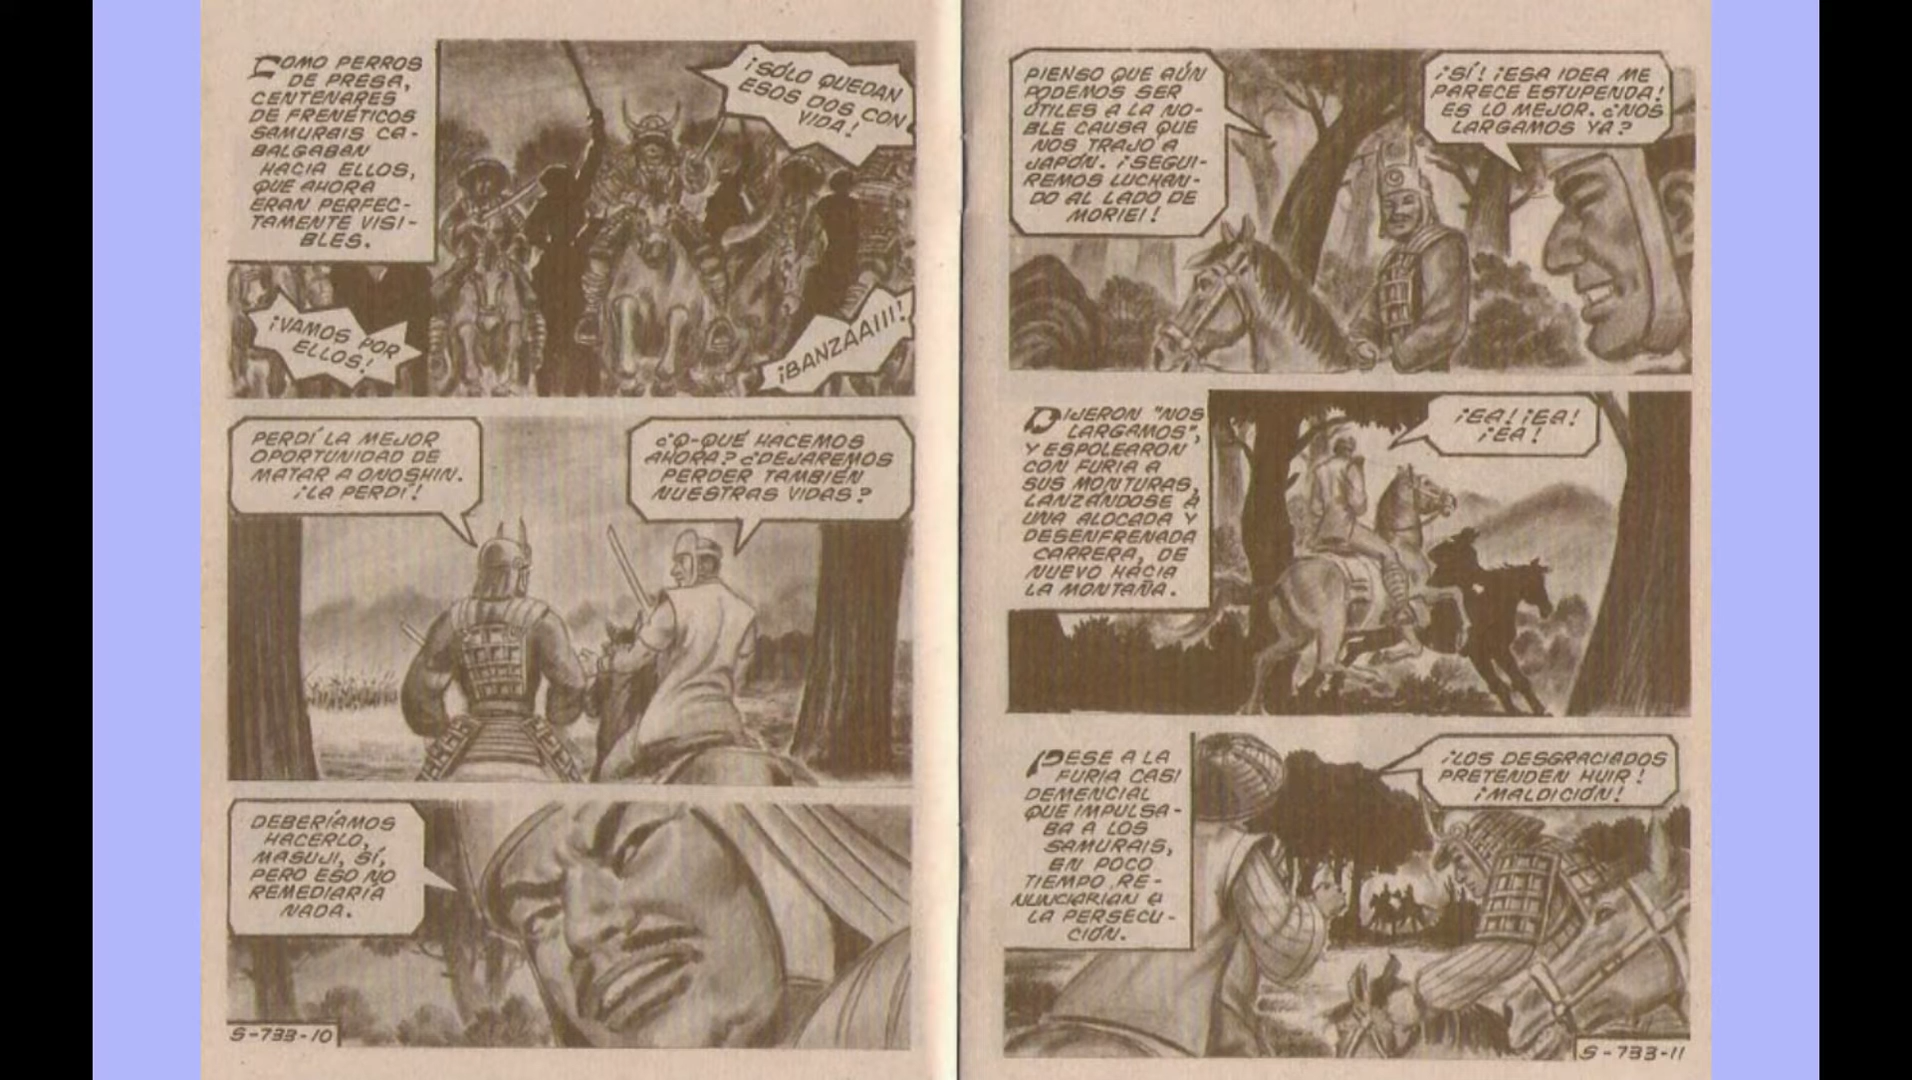 COMO PERROS
DE PRESA,
CENTENARES
DE FRENÉTICOS
SAMURAIS CA-
BALGABAN
HACIA ELLOS,
QUE AHORA
ERAN PERFEC-
TAMENTE VISI-
BLES.
¡SÓLO QUEDAN
ESOS DOS CON
VIDA!
¡VAMOS POR
ELLOS!
¡BANZAAIII!
PERDÍ LA MEJOR
OPORTUNIDAD DE
MATAR A ONOSHIN.
¡LA PERDÍ!
¿Q-QUÉ HACEMOS
AHORA? ¿DEJAREMOS
PERDER TAMBIÉN
NUESTRAS VIDAS?
DEBERÍAMOS
HACERLO,
MASUJI, SÍ,
PERO ESO NO
REMEDIARÍA
NADA.
S-733-10
PIENSO QUE AÚN
PODEMOS SER
ÚTILES A LA NO-
BLE CAUSA QUE
NOS TRAJO A
JAPÓN. ¡SEGUI-
REMOS LUCHAN-
DO AL LADO DE
MORIEI!
¡SÍ! ¡ESA IDEA ME
PARECE ESTUPENDA!
ES LO MEJOR. ¿NOS
LARGAMOS YA?
DIJERON "NOS
LARGAMOS",
Y ESPOLEARON
CON FURIA A
SUS MONTURAS,
LANZÁNDOSE A
UNA ALOCADA Y
DESENFRENADA
CARRERA, DE
NUEVO HACIA
LA MONTAÑA.
¡EA! ¡EA!
¡EA!
PESE A LA
FURIA CASI
DEMENCIAL
QUE IMPULSA-
BA A LOS
SAMURAIS,
EN POCO
TIEMPO RE-
NUNCIARÍAN A
LA PERSECU-
CIÓN.
¡LOS DESGRACIADOS
PRETENDEN HUIR!
¡MALDICIÓN!
S-733-11